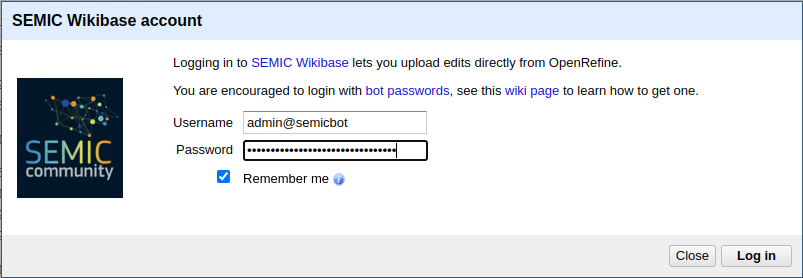 SEMIC Wikibase account
Logging in to SEMIC Wikibase lets you upload edits directly from OpenRefine.
You are encouraged to login with bot passwords, see this wiki page to learn how to get one.
SEMIC
community
Username admin@semicbot
Password ••••••••••••••••••••••••••••••••
Remember me
Close Log in